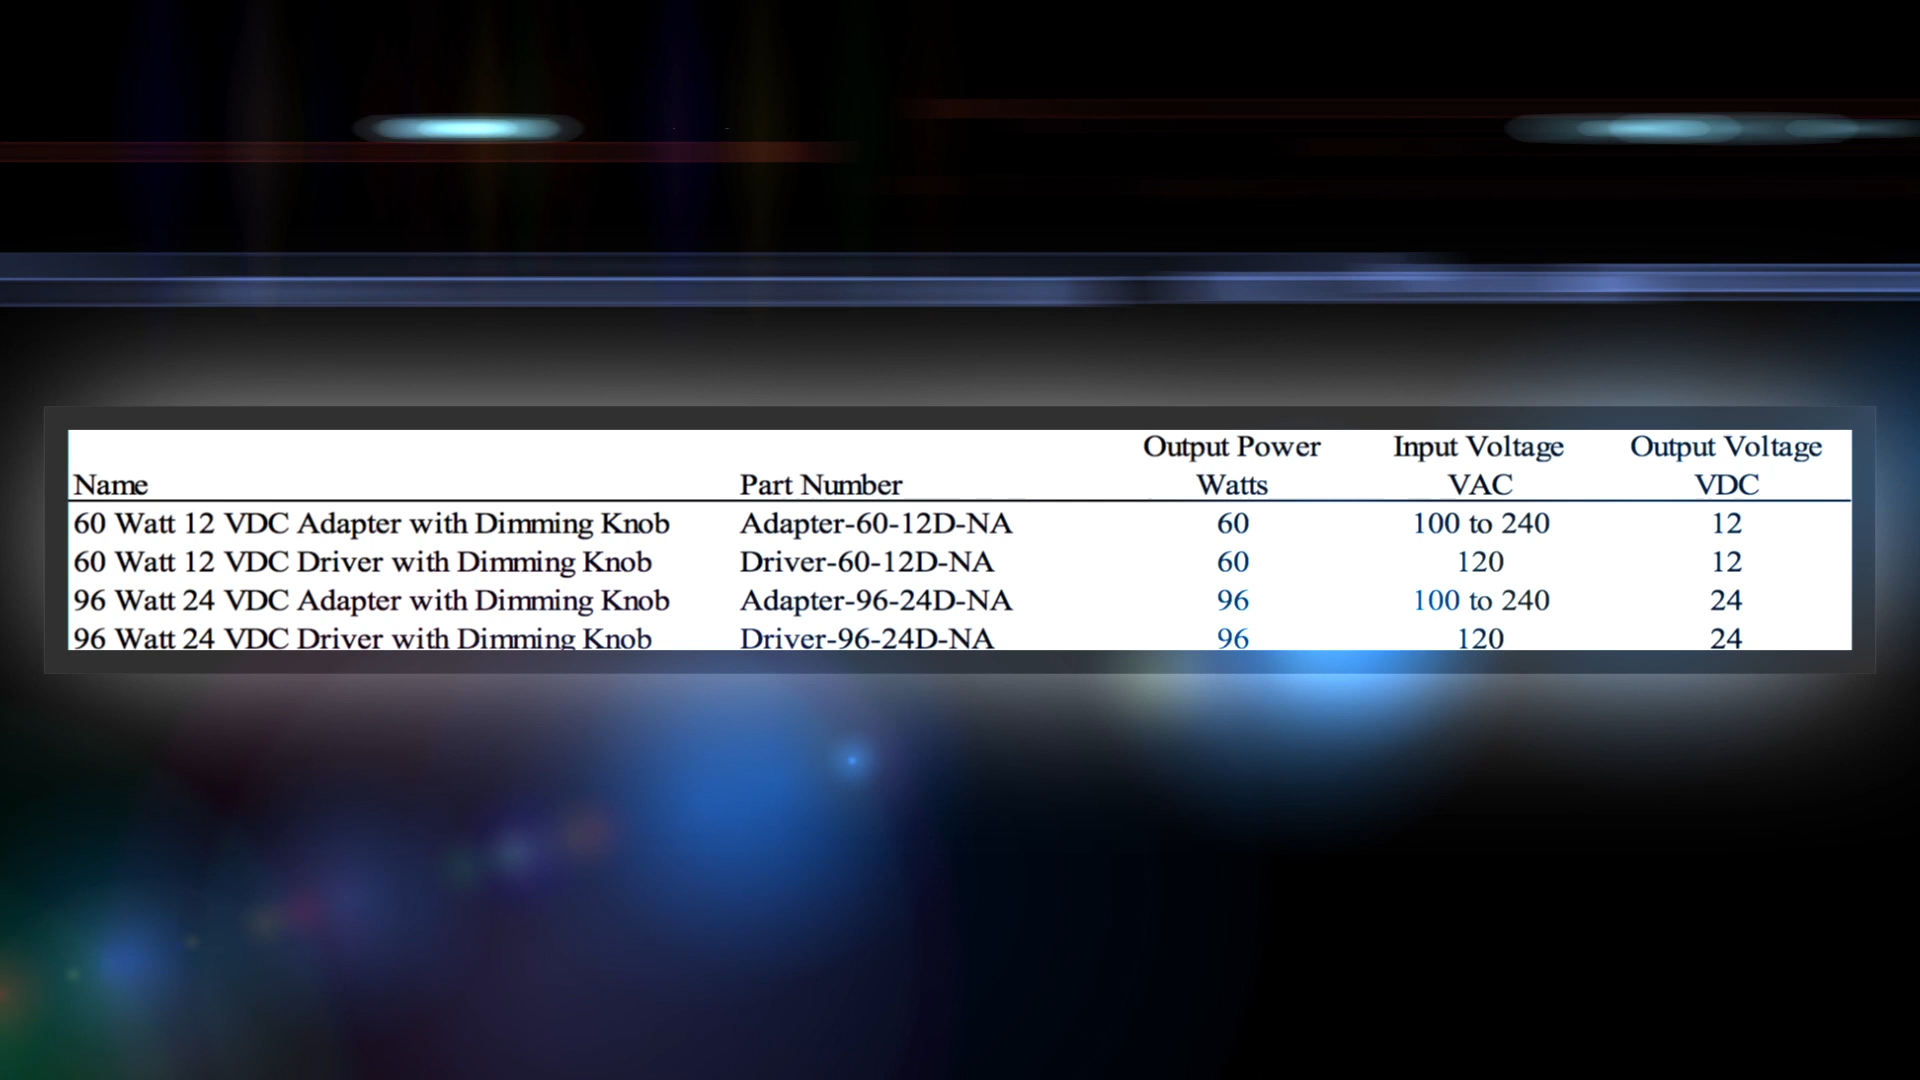 Output Power Input Voltage Output Voltage
Name Part Number Watts VAC VDC
60 Watt 12 VDC Adapter with Dimming Knob Adapter-60-12D-NA 60 100 to 240 12
60 Watt 12 VDC Driver with Dimming Knob Driver-60-12D-NA 60 120 12
96 Watt 24 VDC Adapter with Dimming Knob Adapter-96-24D-NA 96 100 to 240 24
96 Watt 24 VDC Driver with Dimming Knob Driver-96-24D-NA 96 120 24